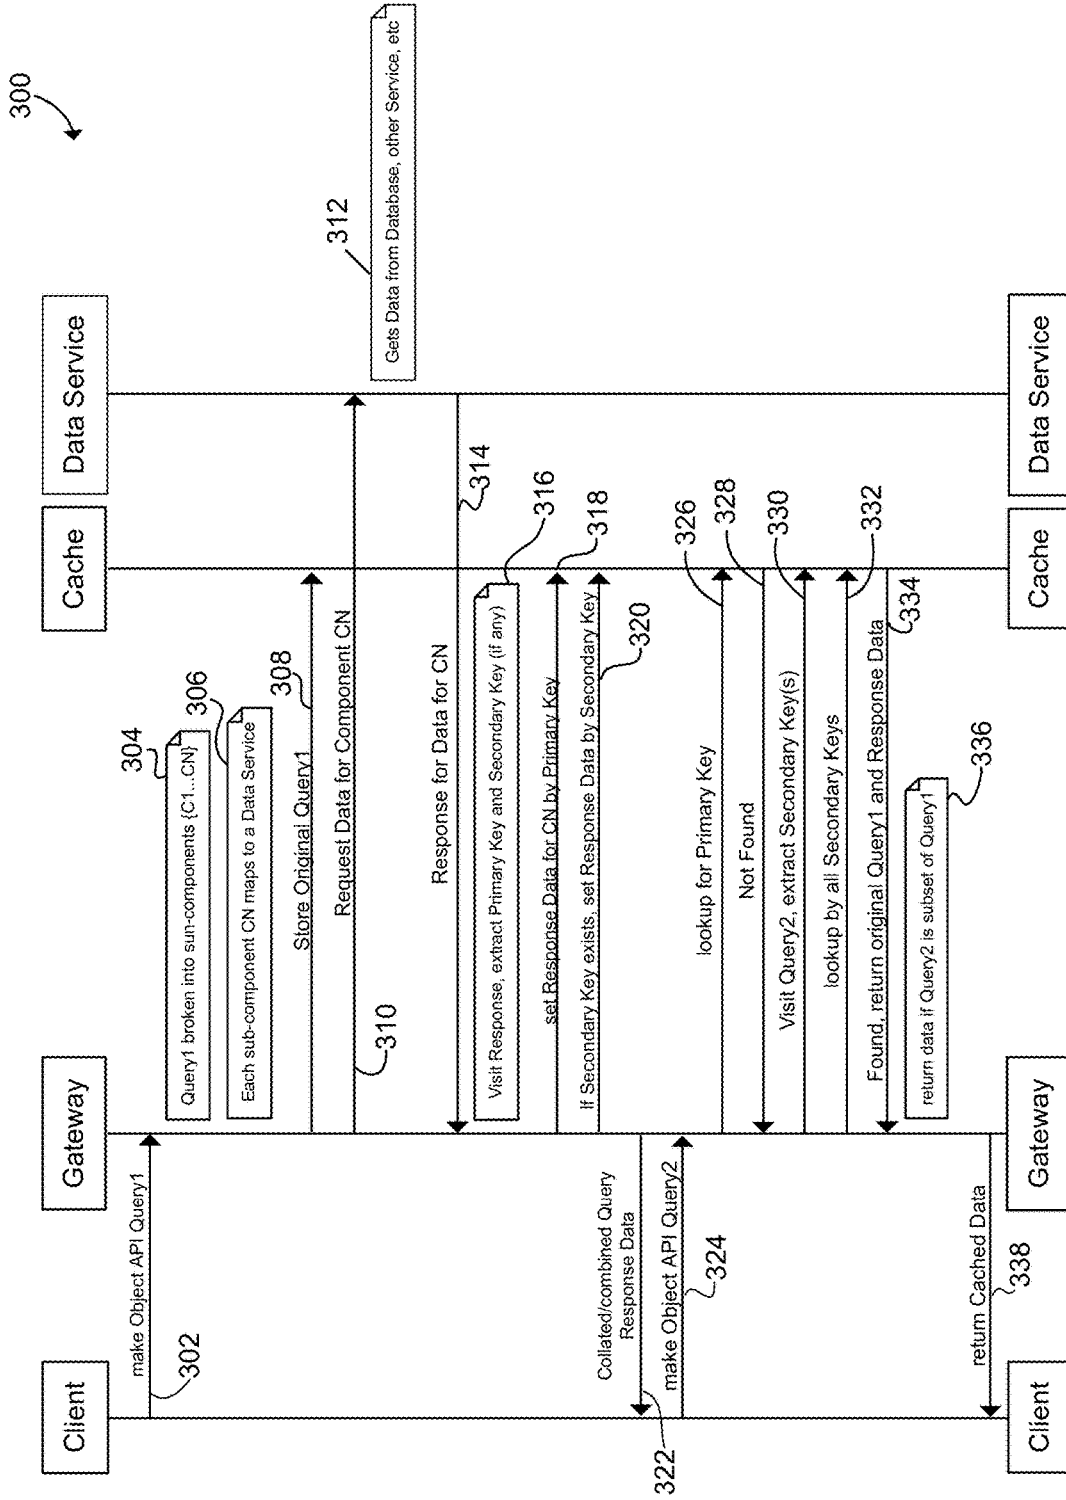 300
Client
Gateway
Cache
Data Service
make Object API Query1
302
Query1 broken into sun-components {C1...CN}
304
Each sub-component CN maps to a Data Service
306
Store Original Query1
308
Request Data for Component CN
310
Gets Data from Database, other Service, etc
312
Response for Data for CN
314
Visit Response, extract Primary Key and Secondary Key (if any)
316
set Response Data for CN by Primary Key
318
If Secondary Key exists, set Response Data by Secondary Key
320
Collated/combined Query
Response Data
322
make Object API Query2
324
lookup for Primary Key
326
Not Found
328
Visit Query2, extract Secondary Key(s)
330
lookup by all Secondary Keys
332
Found, return original Query1 and Response Data
334
return data if Query2 is subset of Query1
336
return Cached Data
338
Client
Gateway
Cache
Data Service